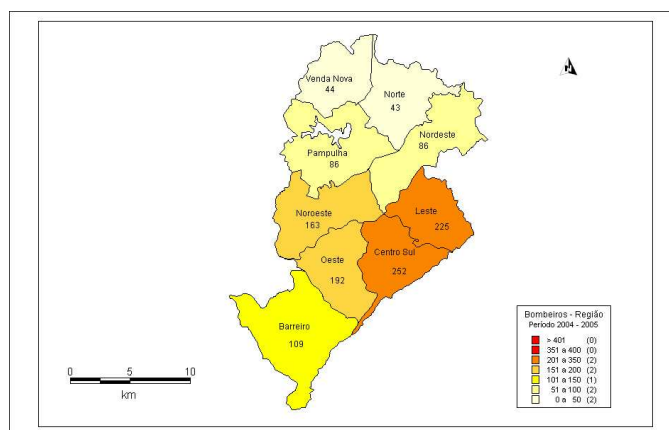 Venda Nova
44
Norte
43
Nordeste
86
Pampulha
86
Noroeste
163
Leste
225
Centro Sul
252
Oeste
192
Barreiro
109
0 5 10
km
Bombeiros - Região
Período 2004 - 2005
> 401 (0)
351 a 400 (0)
201 a 350 (2)
151 a 200 (2)
101 a 150 (1)
51 a 100 (2)
0 a 50 (2)